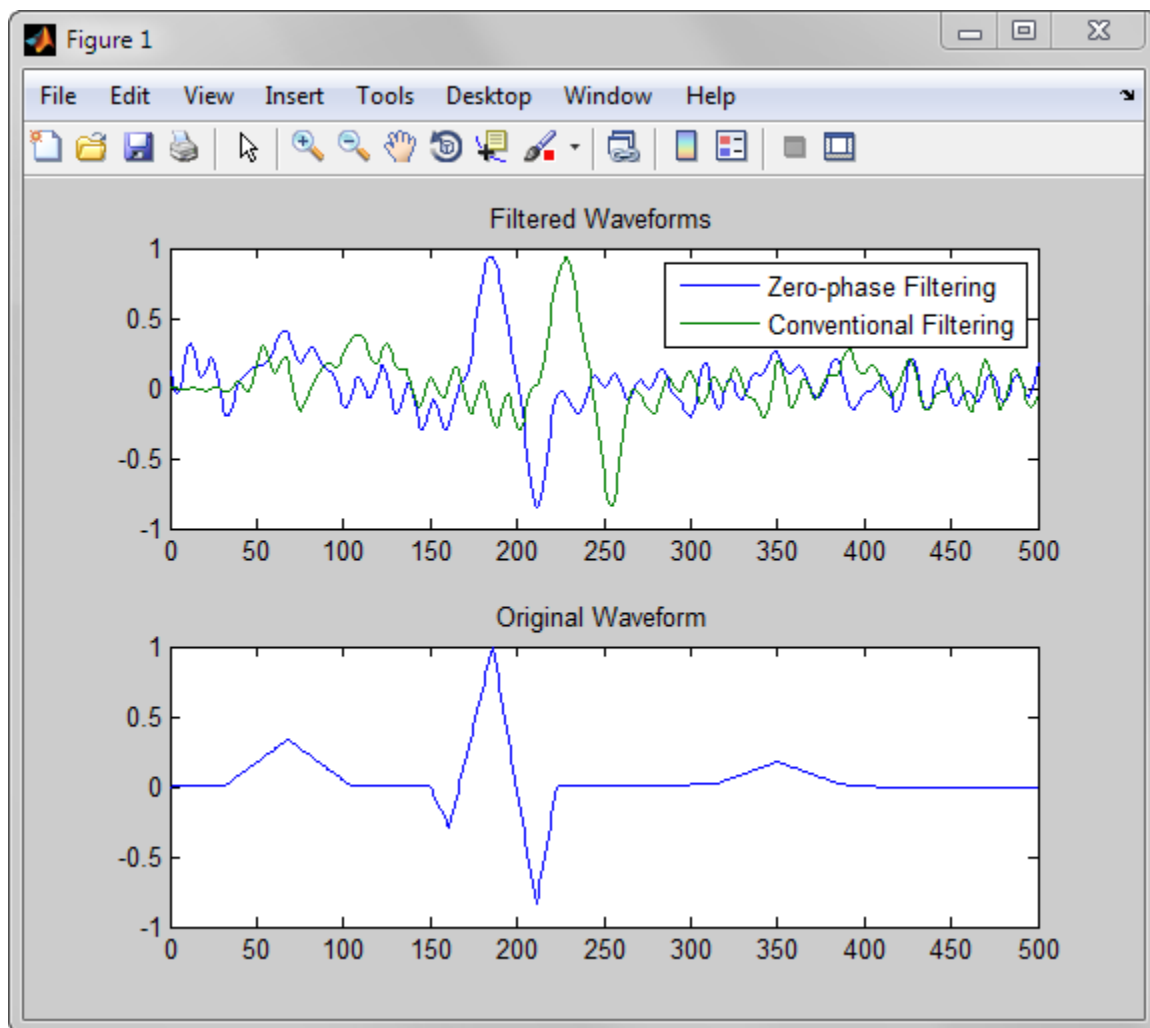 Figure 1
File Edit View Insert Tools Desktop Window Help
Filtered Waveforms
1
0.5
0
-0.5
-1
Zero-phase Filtering
Conventional Filtering
0 50 100 150 200 250 300 350 400 450 500
Original Waveform
1
0.5
0
-0.5
-1
0 50 100 150 200 250 300 350 400 450 500